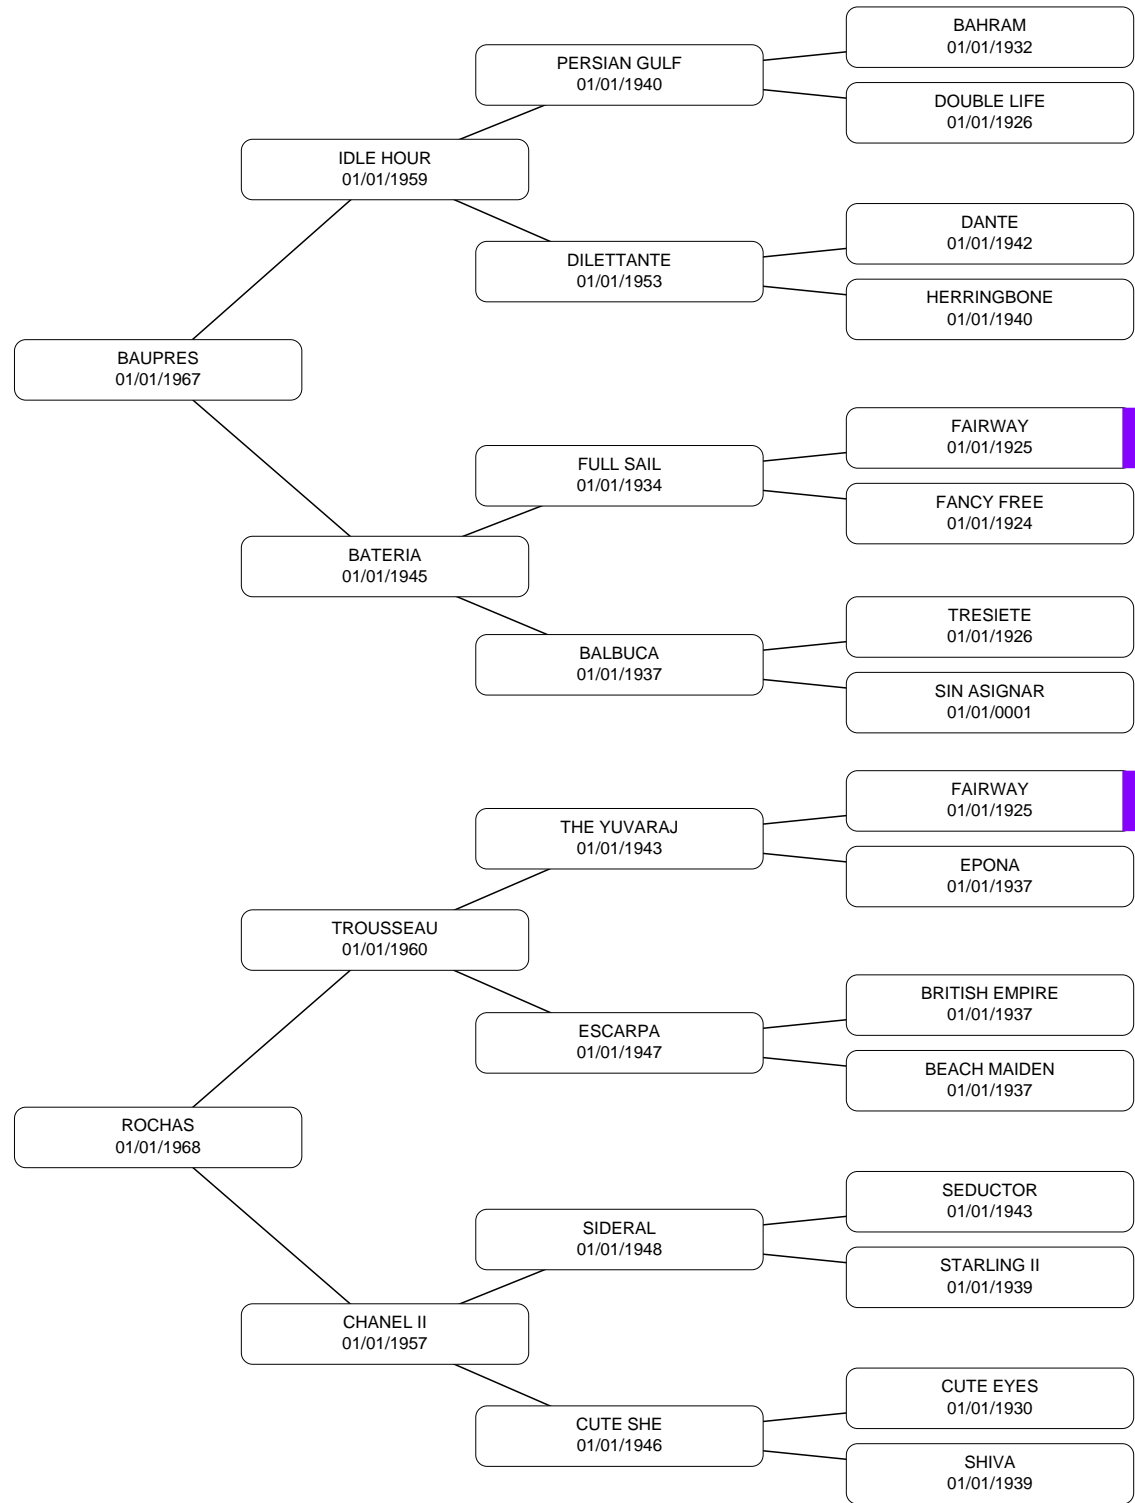 BAHRAM
01/01/1932
PERSIAN GULF
01/01/1940
DOUBLE LIFE
01/01/1926
IDLE HOUR
01/01/1959
DANTE
01/01/1942
DILETTANTE
01/01/1953
HERRINGBONE
01/01/1940
BAUPRES
01/01/1967
FAIRWAY
01/01/1925
FULL SAIL
01/01/1934
FANCY FREE
01/01/1924
BATERIA
01/01/1945
TRESIETE
01/01/1926
BALBUCA
01/01/1937
SIN ASIGNAR
01/01/0001
FAIRWAY
01/01/1925
THE YUVARAJ
01/01/1943
EPONA
01/01/1937
TROUSSEAU
01/01/1960
BRITISH EMPIRE
01/01/1937
ESCARPA
01/01/1947
BEACH MAIDEN
01/01/1937
ROCHAS
01/01/1968
SEDUCTOR
01/01/1943
SIDERAL
01/01/1948
STARLING II
01/01/1939
CHANEL II
01/01/1957
CUTE EYES
01/01/1930
CUTE SHE
01/01/1946
SHIVA
01/01/1939